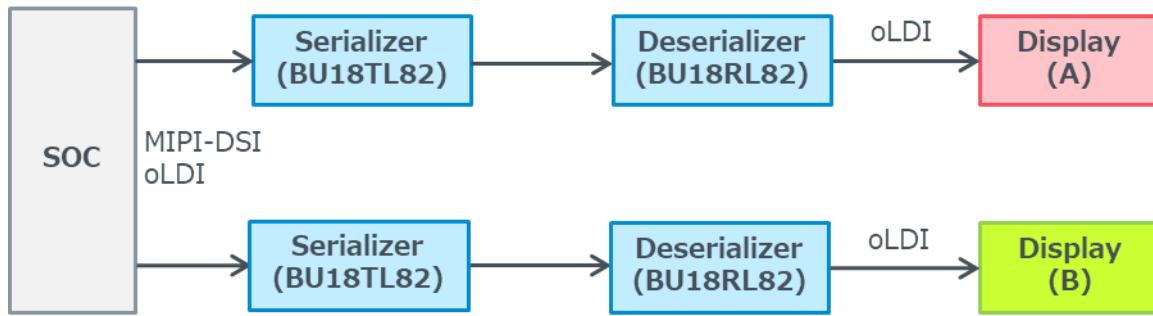 SOC
MIPI-DSI
oLDI
Serializer
(BU18TL82)
Deserializer
(BU18RL82)
oLDI
Display
(A)
Serializer
(BU18TL82)
Deserializer
(BU18RL82)
oLDI
Display
(B)